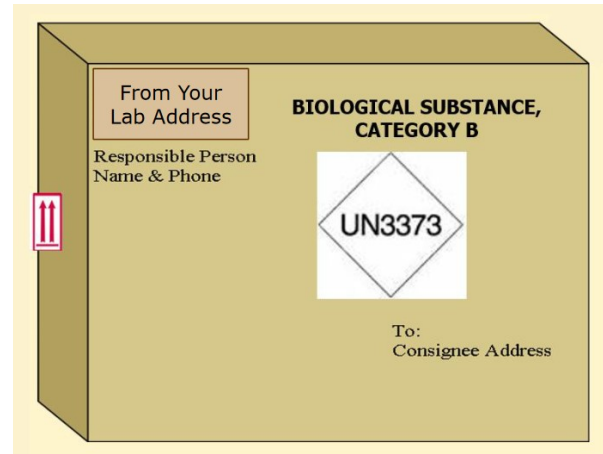 From Your
Lab Address
Responsible Person
Name & Phone
BIOLOGICAL SUBSTANCE,
CATEGORY B
UN3373
To:
Consignee Address